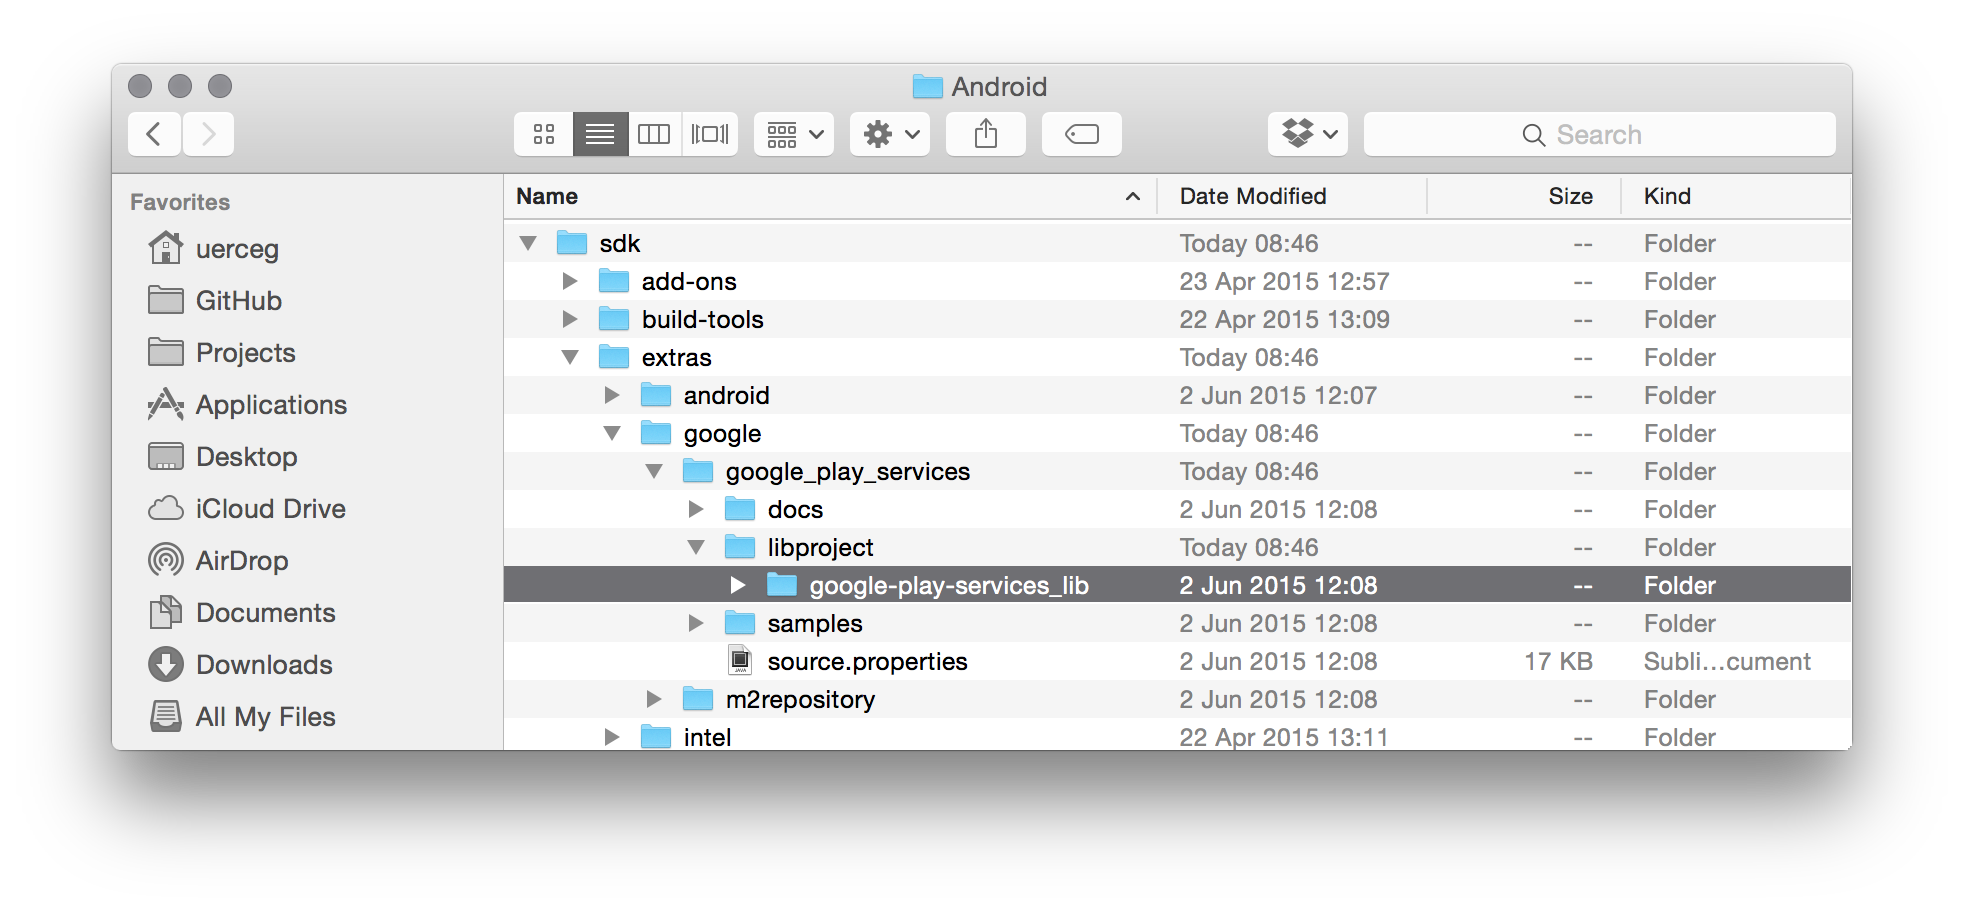 Android
Search
Favorites
uerceg
GitHub
Projects
Applications
Desktop
iCloud Drive
AirDrop
Documents
Downloads
All My Files
Name Date Modified Size Kind
sdk Today 08:46 -- Folder
add-ons 23 Apr 2015 12:57 -- Folder
build-tools 22 Apr 2015 13:09 -- Folder
extras Today 08:46 -- Folder
android 2 Jun 2015 12:07 -- Folder
google Today 08:46 -- Folder
google_play_services Today 08:46 -- Folder
docs 2 Jun 2015 12:08 -- Folder
libproject Today 08:46 -- Folder
google-play-services_lib 2 Jun 2015 12:08 -- Folder
samples 2 Jun 2015 12:08 -- Folder
JAVA source.properties 2 Jun 2015 12:08 17 KB Subli...cument
m2repository 2 Jun 2015 12:08 -- Folder
intel 22 Apr 2015 13:11 -- Folder